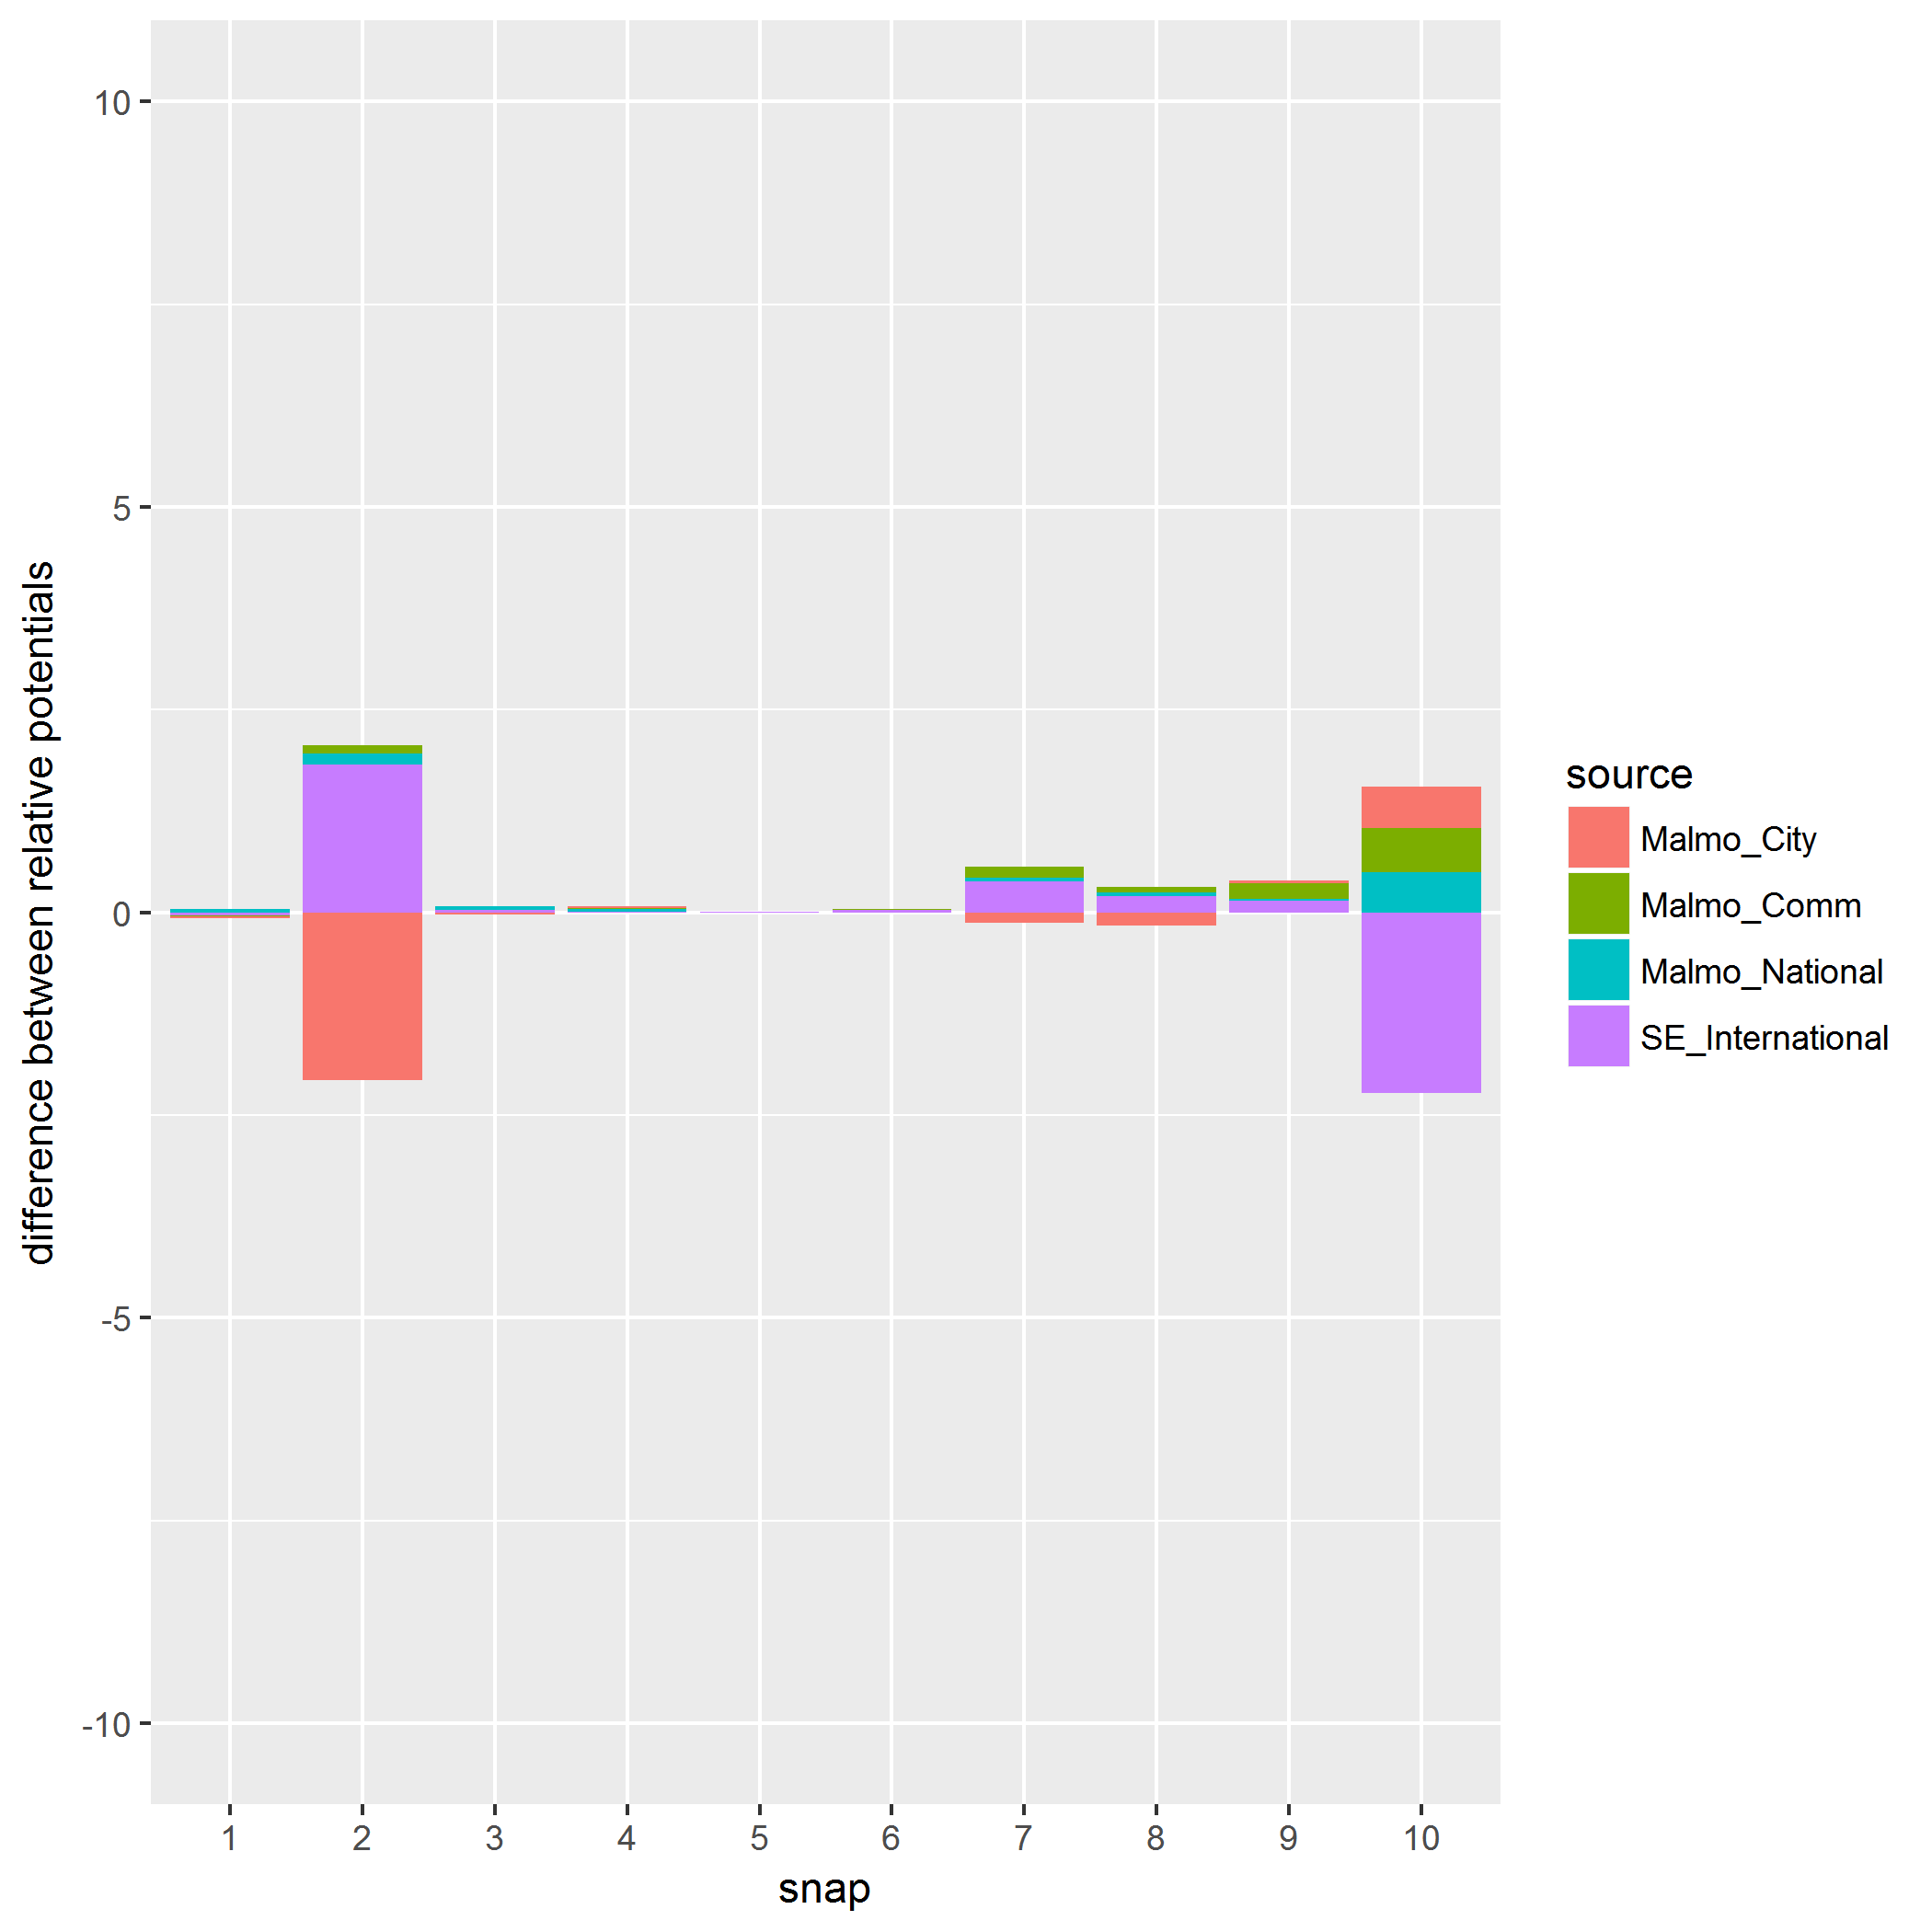 difference between relative potentials
10
5
0
-5
-10
1 2 3 4 5 6 7 8 9 10
snap
source
Malmo_City
Malmo_Comm
Malmo_National
SE_International